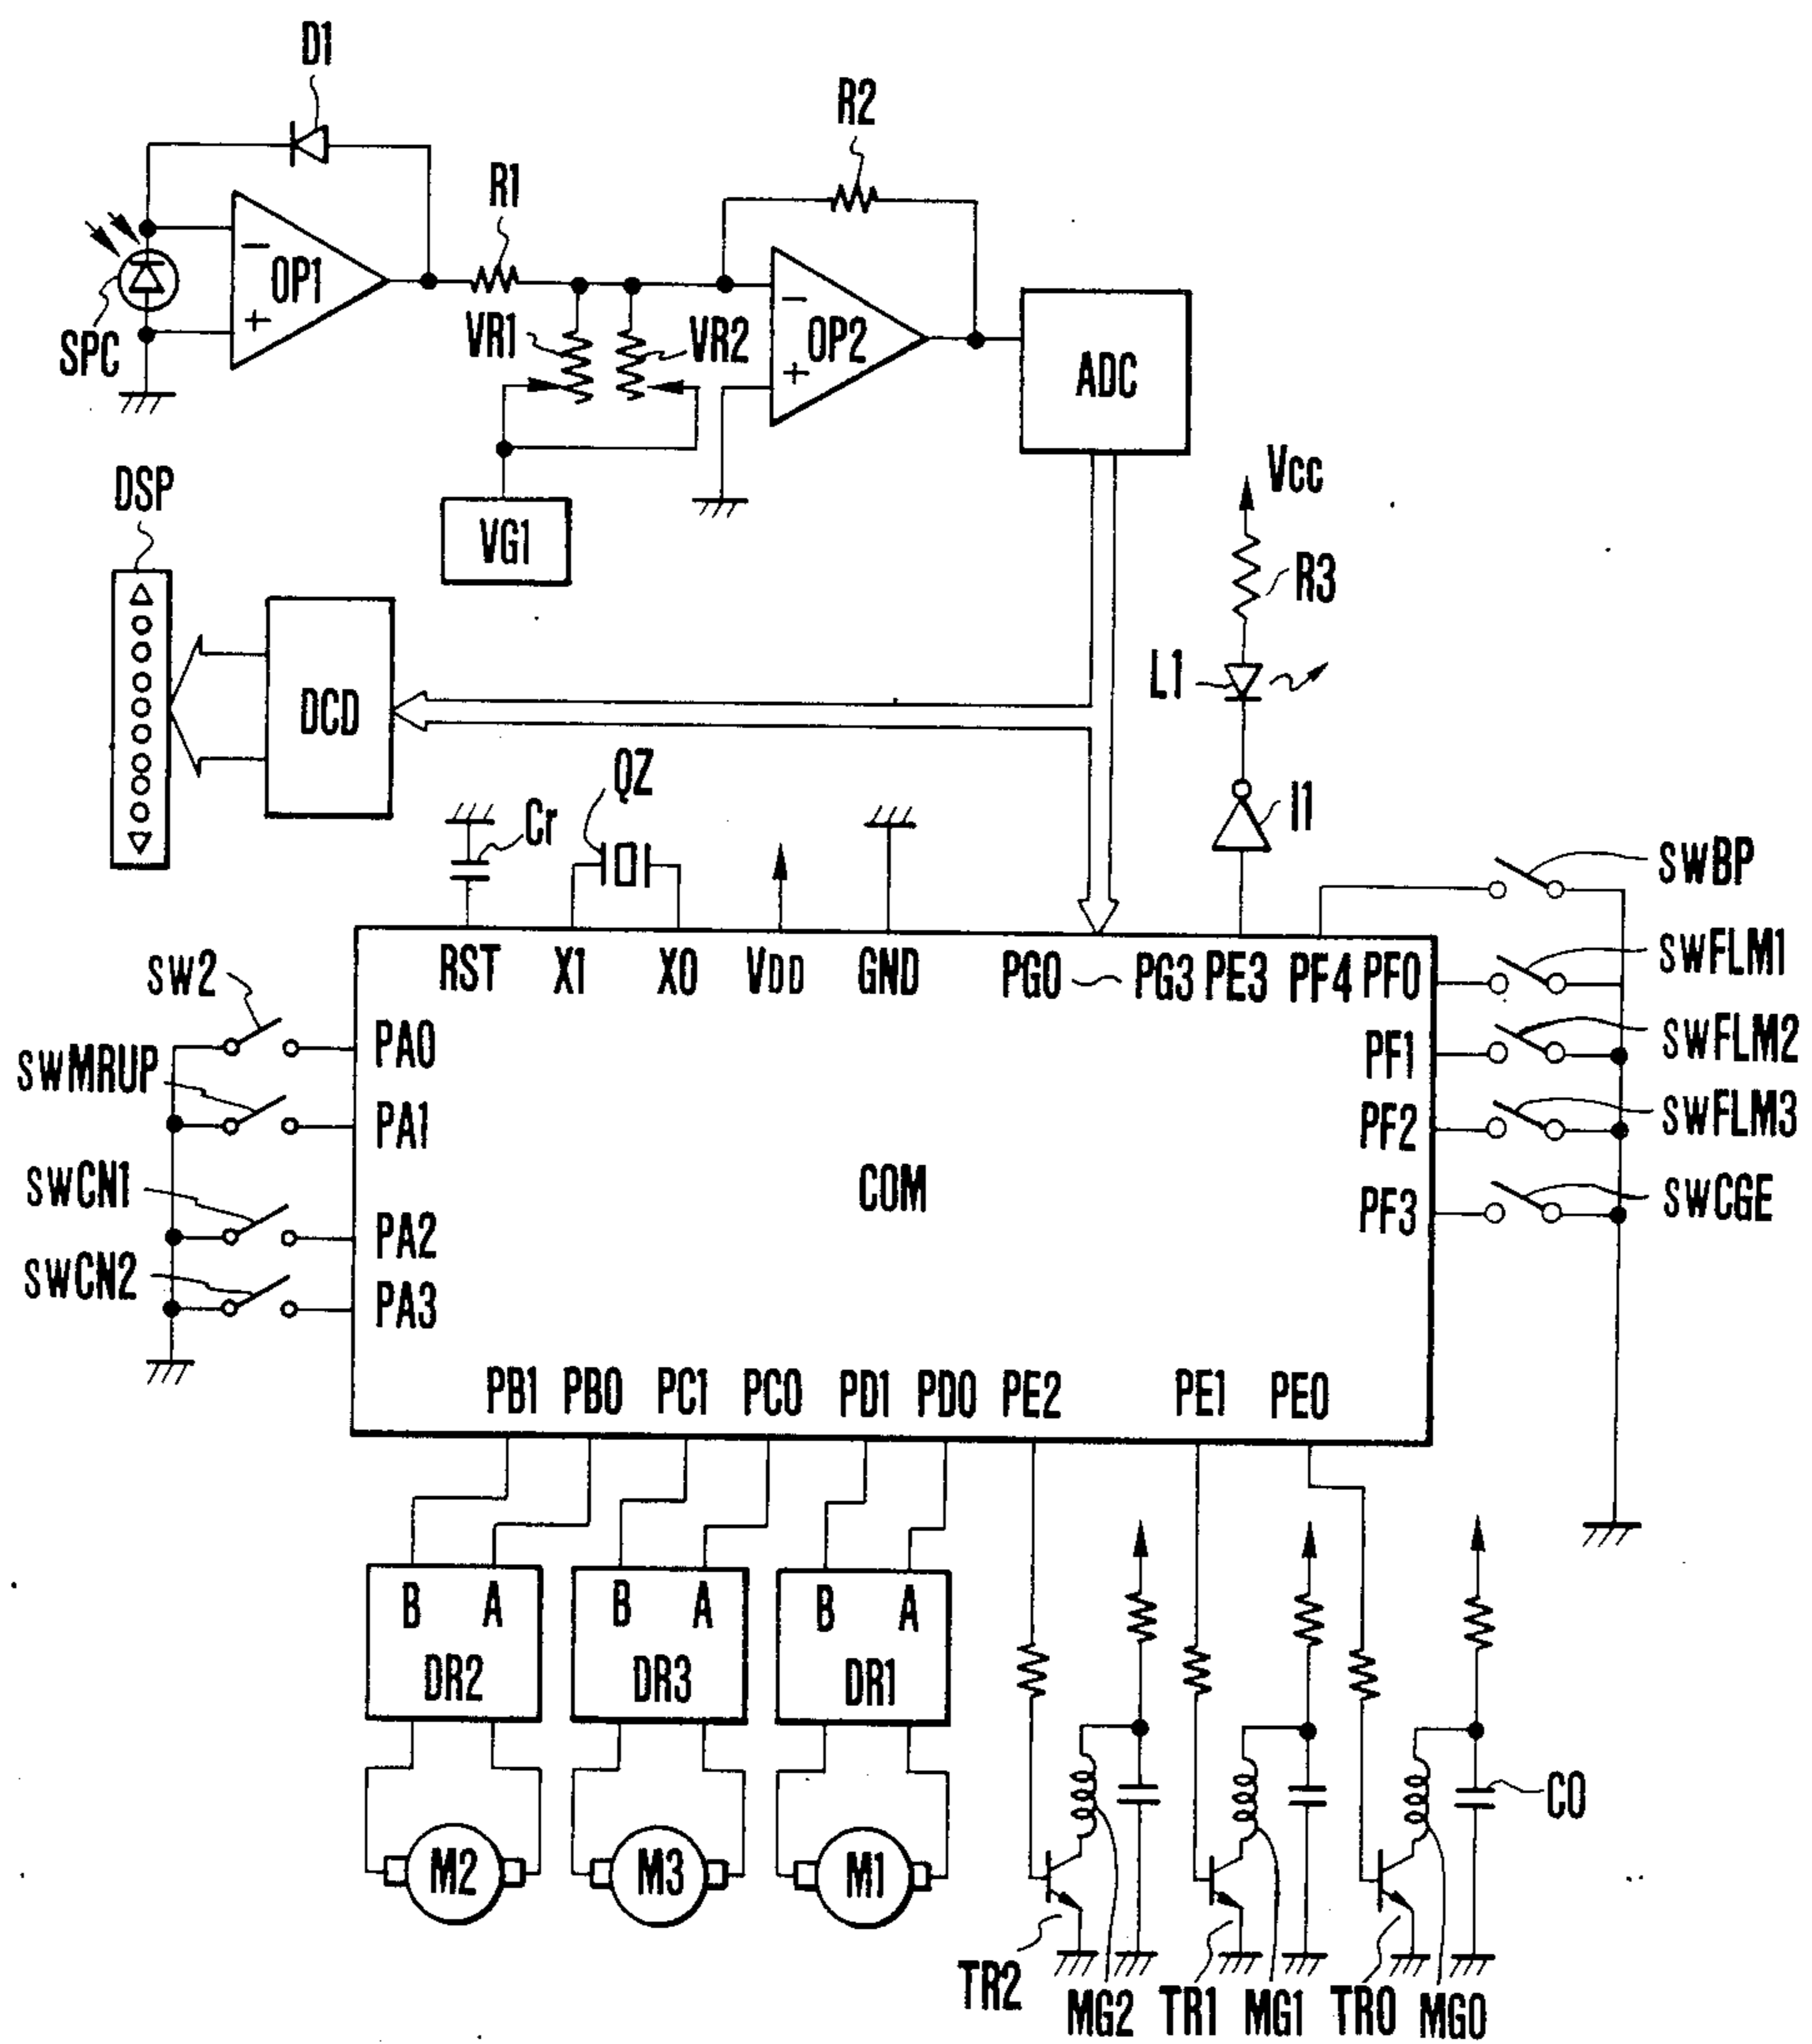 D1
R2
R1
OP1
−
+
SPC
VR1
VR2
OP2
−
+
ADC
VG1
DSP
Vcc
R3
L1
DCD
QZ
Cr
I1
swBP
RST X1 X0 VDD GND PG0 ~ PG3 PE3 PF4 PF0
swFLM1
sw2
PA0
PF1
swFLM2
swMRUP
PA1
PF2
swFLM3
COM
swCN1
PA2
PF3
swCGE
swCN2
PA3
PB1 PB0 PC1 PC0 PD1 PD0 PE2 PE1 PE0
B A B A B A
DR2 DR3 DR1
C0
M2 M3 M1
TR2 MG2 TR1 MG1 TR0 MG0